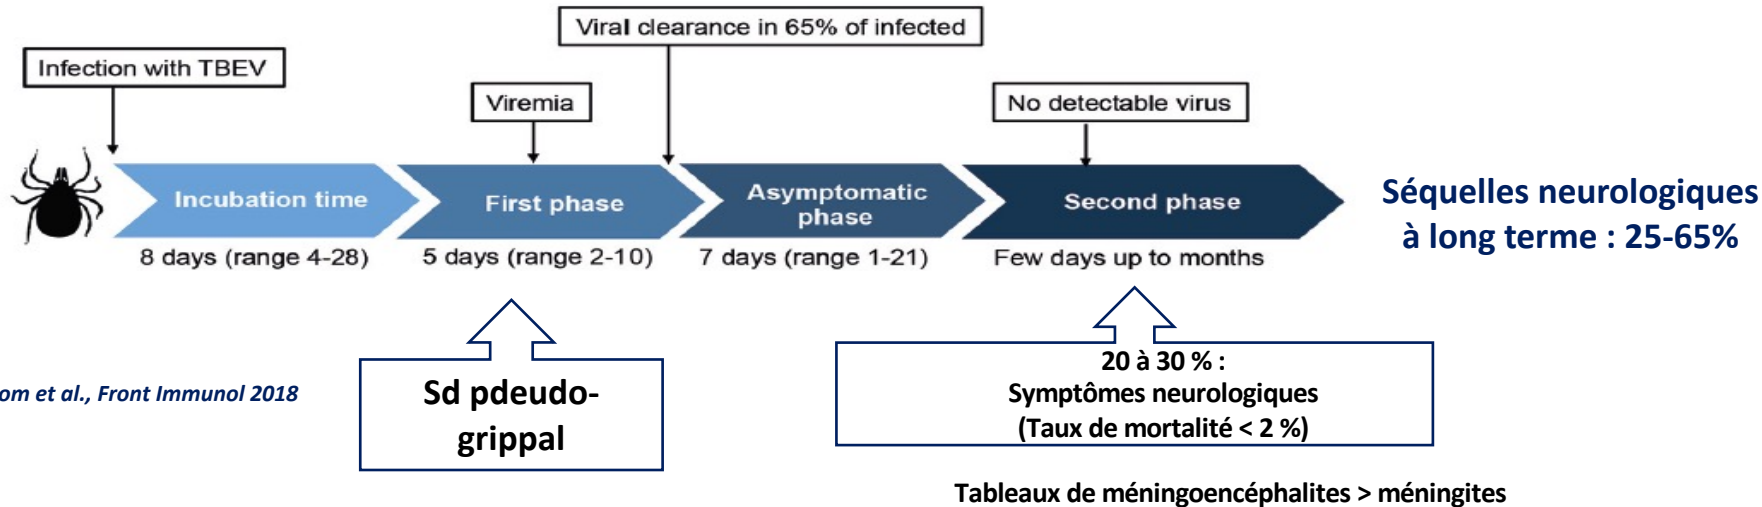 Viral clearance in 65% of infected
Infection with TBEV
Viremia
No detectable virus
Incubation time
First phase
Asymptomatic
phase
Second phase
8 days (range 4-28)
5 days (range 2-10)
7 days (range 1-21)
Few days up to months
Séquelles neurologiques
à long terme : 25-65%
om et al., Front Immunol 2018
Sd pdeudo-
grippal
20 à 30 % :
Symptômes neurologiques
(Taux de mortalité < 2 %)
Tableaux de méningoencéphalites > méningites